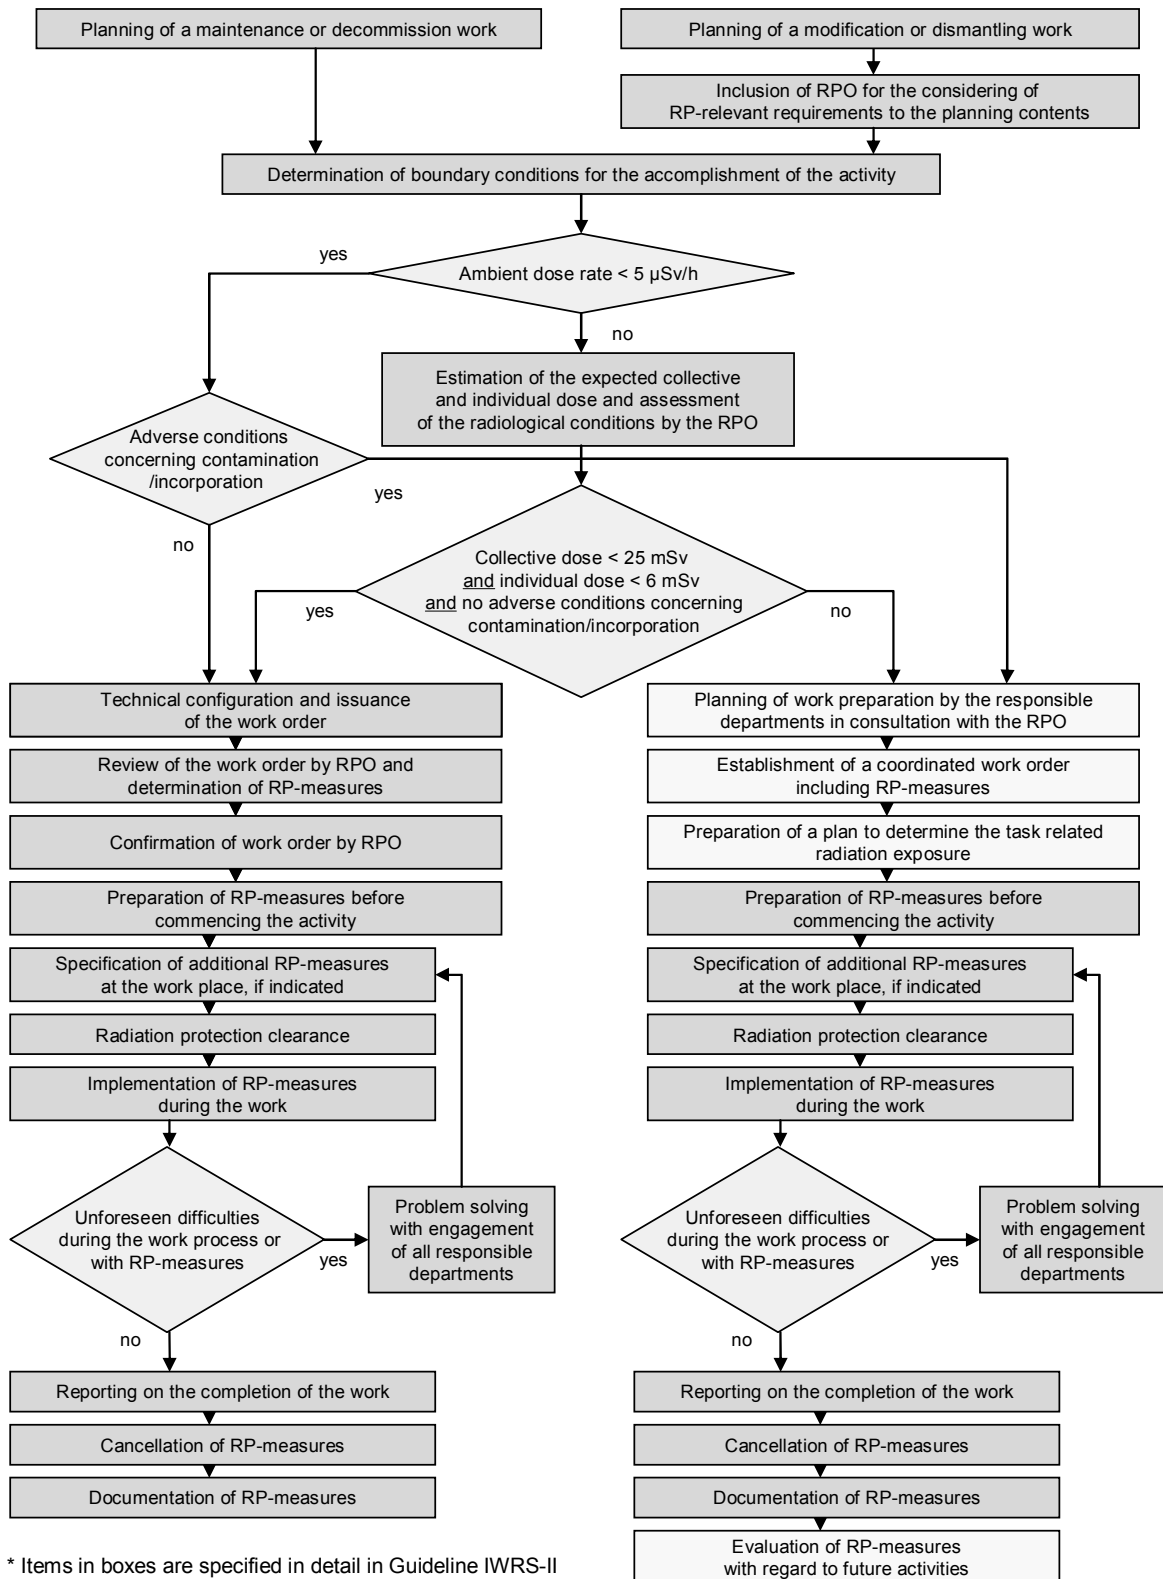 Planning of a maintenance or decommission work
Planning of a modification or dismantling work
Inclusion of RPO for the considering of
RP-relevant requirements to the planning contents
Determination of boundary conditions for the accomplishment of the activity
yes
Ambient dose rate < 5 µSv/h
no
Estimation of the expected collective
and individual dose and assessment
of the radiological conditions by the RPO
Adverse conditions
concerning contamination
/incorporation
yes
no
Collective dose < 25 mSv
and individual dose < 6 mSv
and no adverse conditions concerning
contamination/incorporation
yes
no
Technical configuration and issuance
of the work order
Review of the work order by RPO and
determination of RP-measures
Confirmation of work order by RPO
Preparation of RP-measures before
commencing the activity
Specification of additional RP-measures
at the work place, if indicated
Radiation protection clearance
Implementation of RP-measures
during the work
Unforeseen difficulties
during the work process or
with RP-measures
yes
Problem solving
with engagement
of all responsible
departments
no
Reporting on the completion of the work
Cancellation of RP-measures
Documentation of RP-measures
Planning of work preparation by the responsible
departments in consultation with the RPO
Establishment of a coordinated work order
including RP-measures
Preparation of a plan to determine the task related
radiation exposure
Preparation of RP-measures before
commencing the activity
Specification of additional RP-measures
at the work place, if indicated
Radiation protection clearance
Implementation of RP-measures
during the work
Unforeseen difficulties
during the work process or
with RP-measures
yes
Problem solving
with engagement
of all responsible
departments
no
Reporting on the completion of the work
Cancellation of RP-measures
Documentation of RP-measures
Evaluation of RP-measures
with regard to future activities
* Items in boxes are specified in detail in Guideline IWRS-II